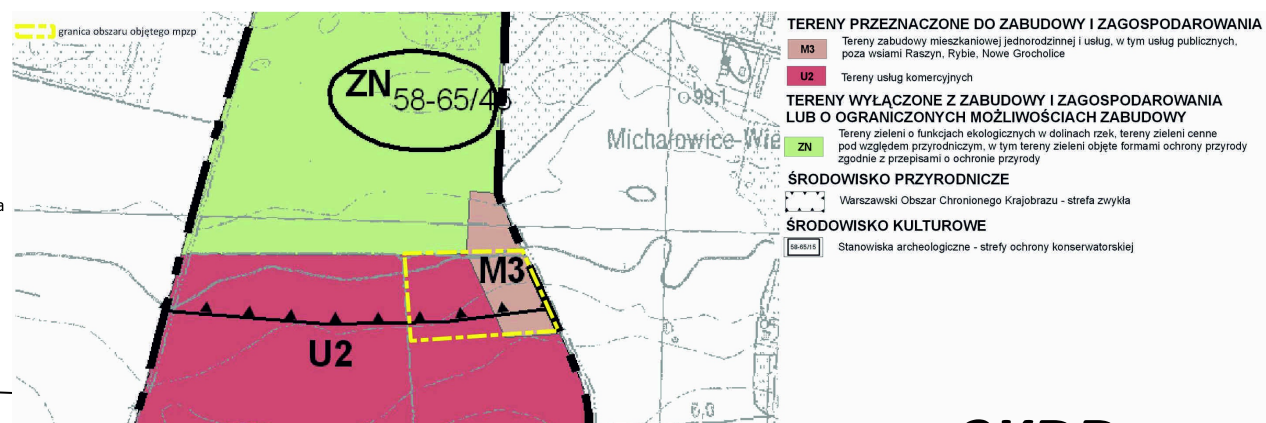 granica obszaru objętego mpzp
ZN
58-65/4
99,1
Michałowice-Wie
a
M3
U2
TERENY PRZEZNACZONE DO ZABUDOWY I ZAGOSPODAROWANIA
M3
Tereny zabudowy mieszkaniowej jednorodzinnej i usług, w tym usług publicznych,
poza wsiami Raszyn, Rybie, Nowe Grocholice
U2
Tereny usług komercyjnych
TERENY WYŁĄCZONE Z ZABUDOWY I ZAGOSPODAROWANIA
LUB O OGRANICZONYCH MOŻLIWOŚCIACH ZABUDOWY
ZN
Tereny zieleni o funkcjach ekologicznych w dolinach rzek, tereny zieleni cenne
pod względem przyrodniczym, w tym tereny zieleni objęte formami ochrony przyrody
zgodnie z przepisami o ochronie przyrody
ŚRODOWISKO PRZYRODNICZE
Warszawski Obszar Chronionego Krajobrazu - strefa zwykła
ŚRODOWISKO KULTUROWE
58-65/15
Stanowiska archeologiczne - strefy ochrony konserwatorskiej